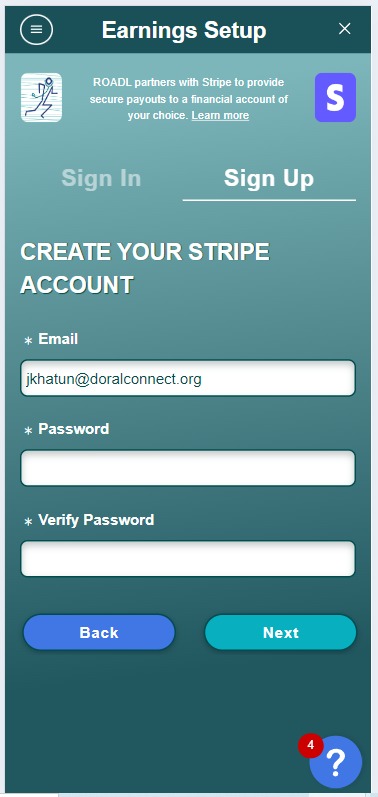 Earnings Setup
ROADL partners with Stripe to provide
secure payouts to a financial account of
your choice. Learn more
S
Sign In
Sign Up
CREATE YOUR STRIPE
ACCOUNT
* Email
jkhatun@doralconnect.org
* Password
* Verify Password
Back
Next
4
?